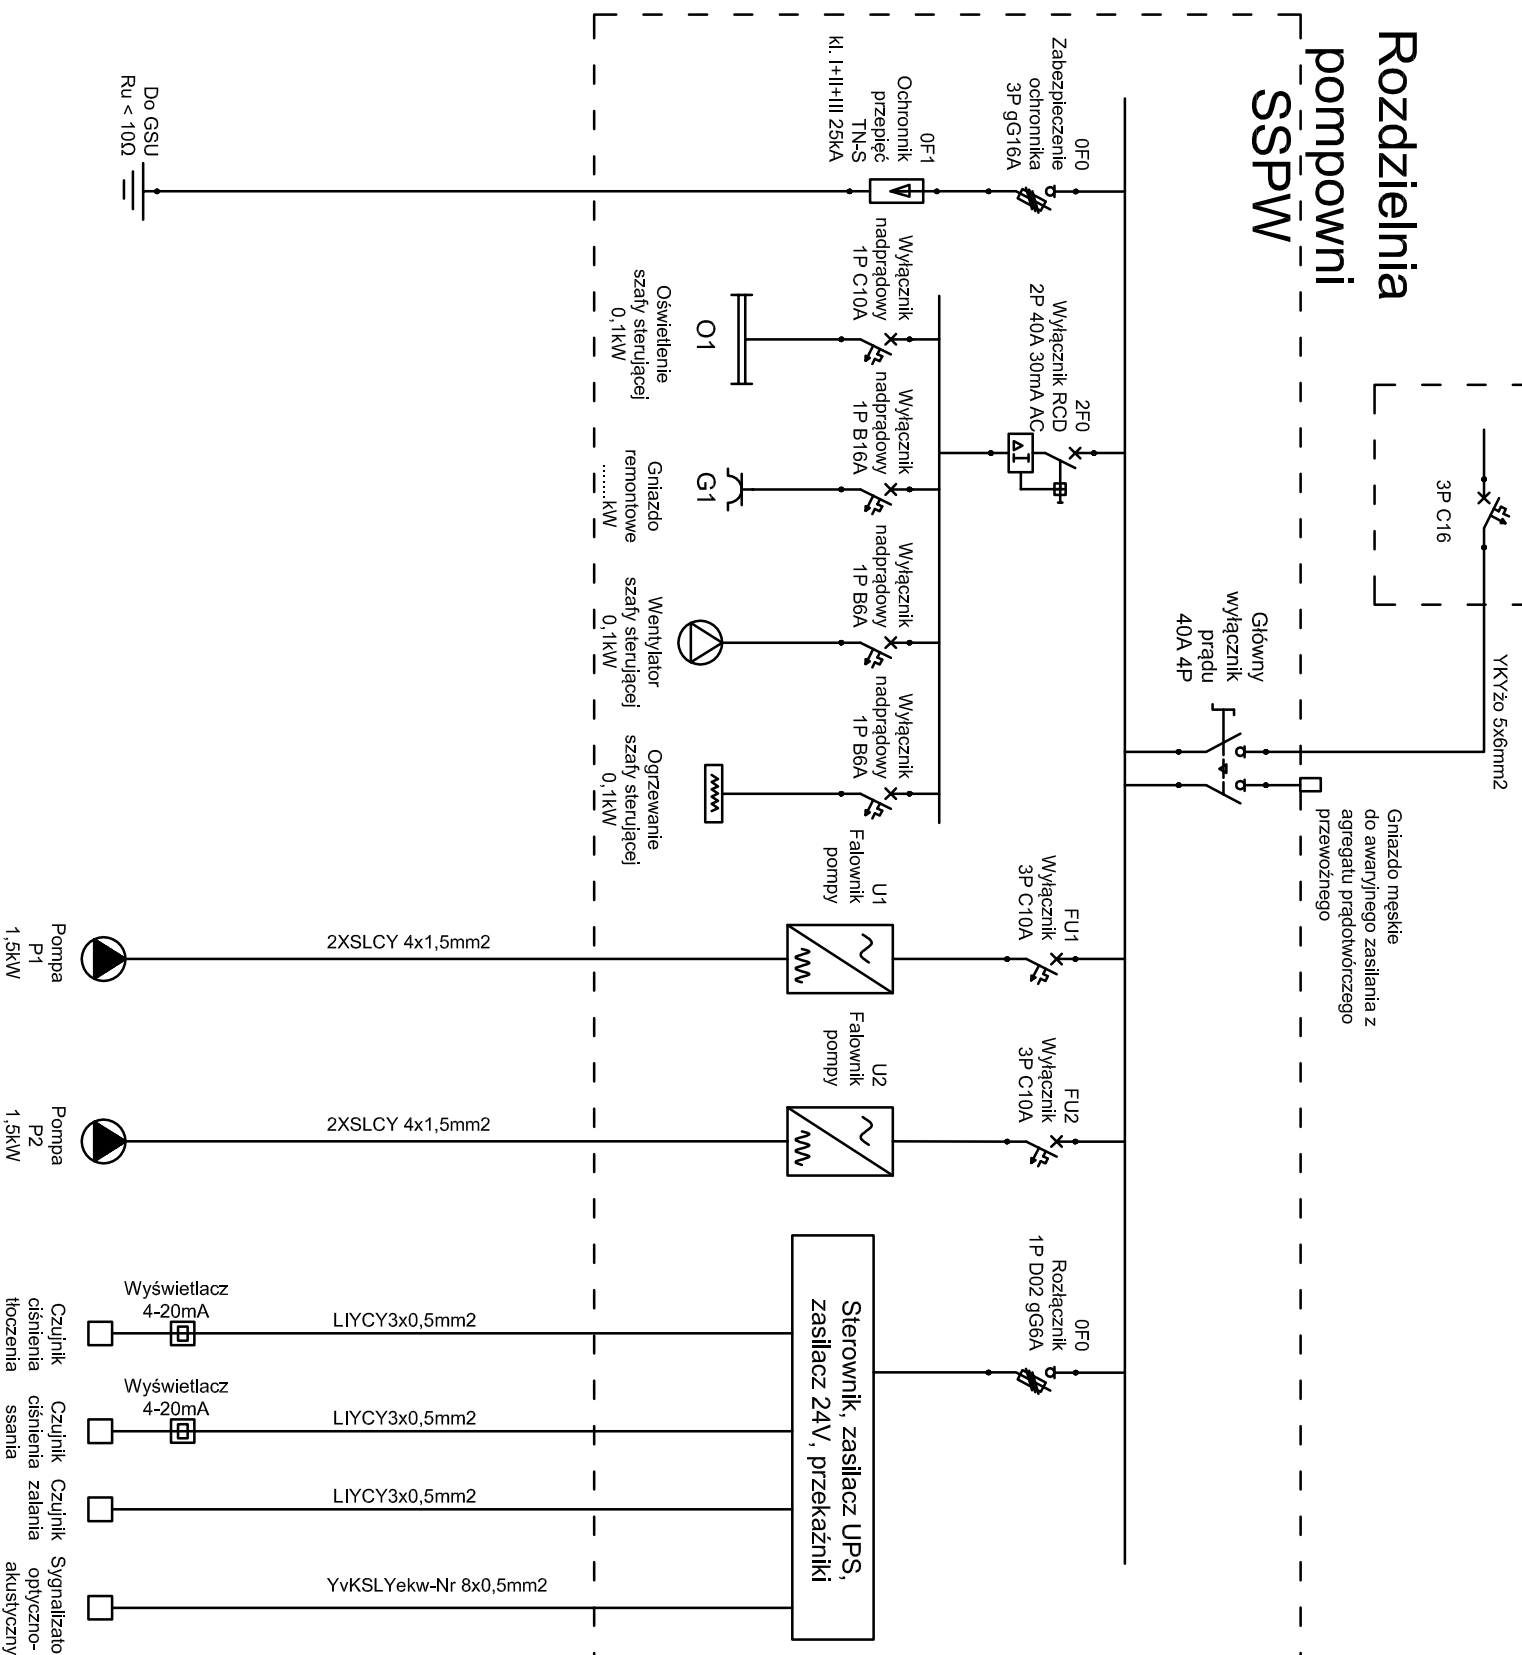 Rozdzielnia
pompowni
SSPW
3P C16
YKYżo 5x6mm2
Główny
wyłącznik
prądu
40A 4P
Gniazdo męskie
do awaryjnego zasilania z
agregatu prądotwórczego
przewoźnego
0F0
Zabezpieczenie
ochronnika
3P gG16A
0F1
Ochronnik
przepięć
TN-S
kl. I+II+III 25kA
Do GSU
Ru < 10Ω
2F0
Wyłącznik RCD
2P 40A 30mA AC
ΔI
Wyłącznik
nadprądowy
1P C10A
O1
Oświetlenie
szafy sterującej
0,1kW
Wyłącznik
nadprądowy
1P B16A
G1
Gniazdo
remontowe
.......kW
Wyłącznik
nadprądowy
1P B6A
Wentylator
szafy sterującej
0,1kW
Wyłącznik
nadprądowy
1P B6A
Ogrzewanie
szafy sterującej
0,1kW
FU1
Wyłącznik
3P C10A
U1
Falownik
pompy
2XSLCY 4x1,5mm2
Pompa
P1
1,5kW
FU2
Wyłącznik
3P C10A
U2
Falownik
pompy
2XSLCY 4x1,5mm2
Pompa
P2
1,5kW
0F0
Rozłącznik
1P D02 gG6A
Sterownik, zasilacz UPS,
zasilacz 24V, przekaźniki
Wyświetlacz
4-20mA
LIYCY3x0,5mm2
Czujnik
ciśnienia
tłoczenia
Wyświetlacz
4-20mA
LIYCY3x0,5mm2
Czujnik
ciśnienia
ssania
LIYCY3x0,5mm2
Czujnik
zalania
YvKSLYekw-Nr 8x0,5mm2
Sygnalizato
optyczno-
akustyczny